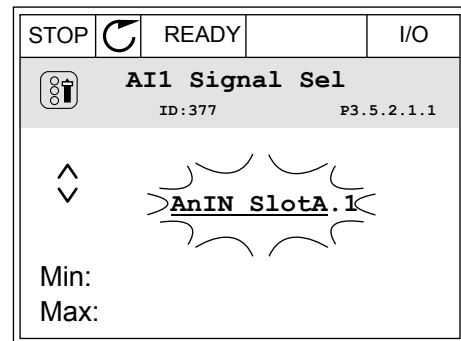 STOP READY I/O
AI1 Signal Sel
ID:377 P3.5.2.1.1
AnIN SlotA.1
Min:
Max: